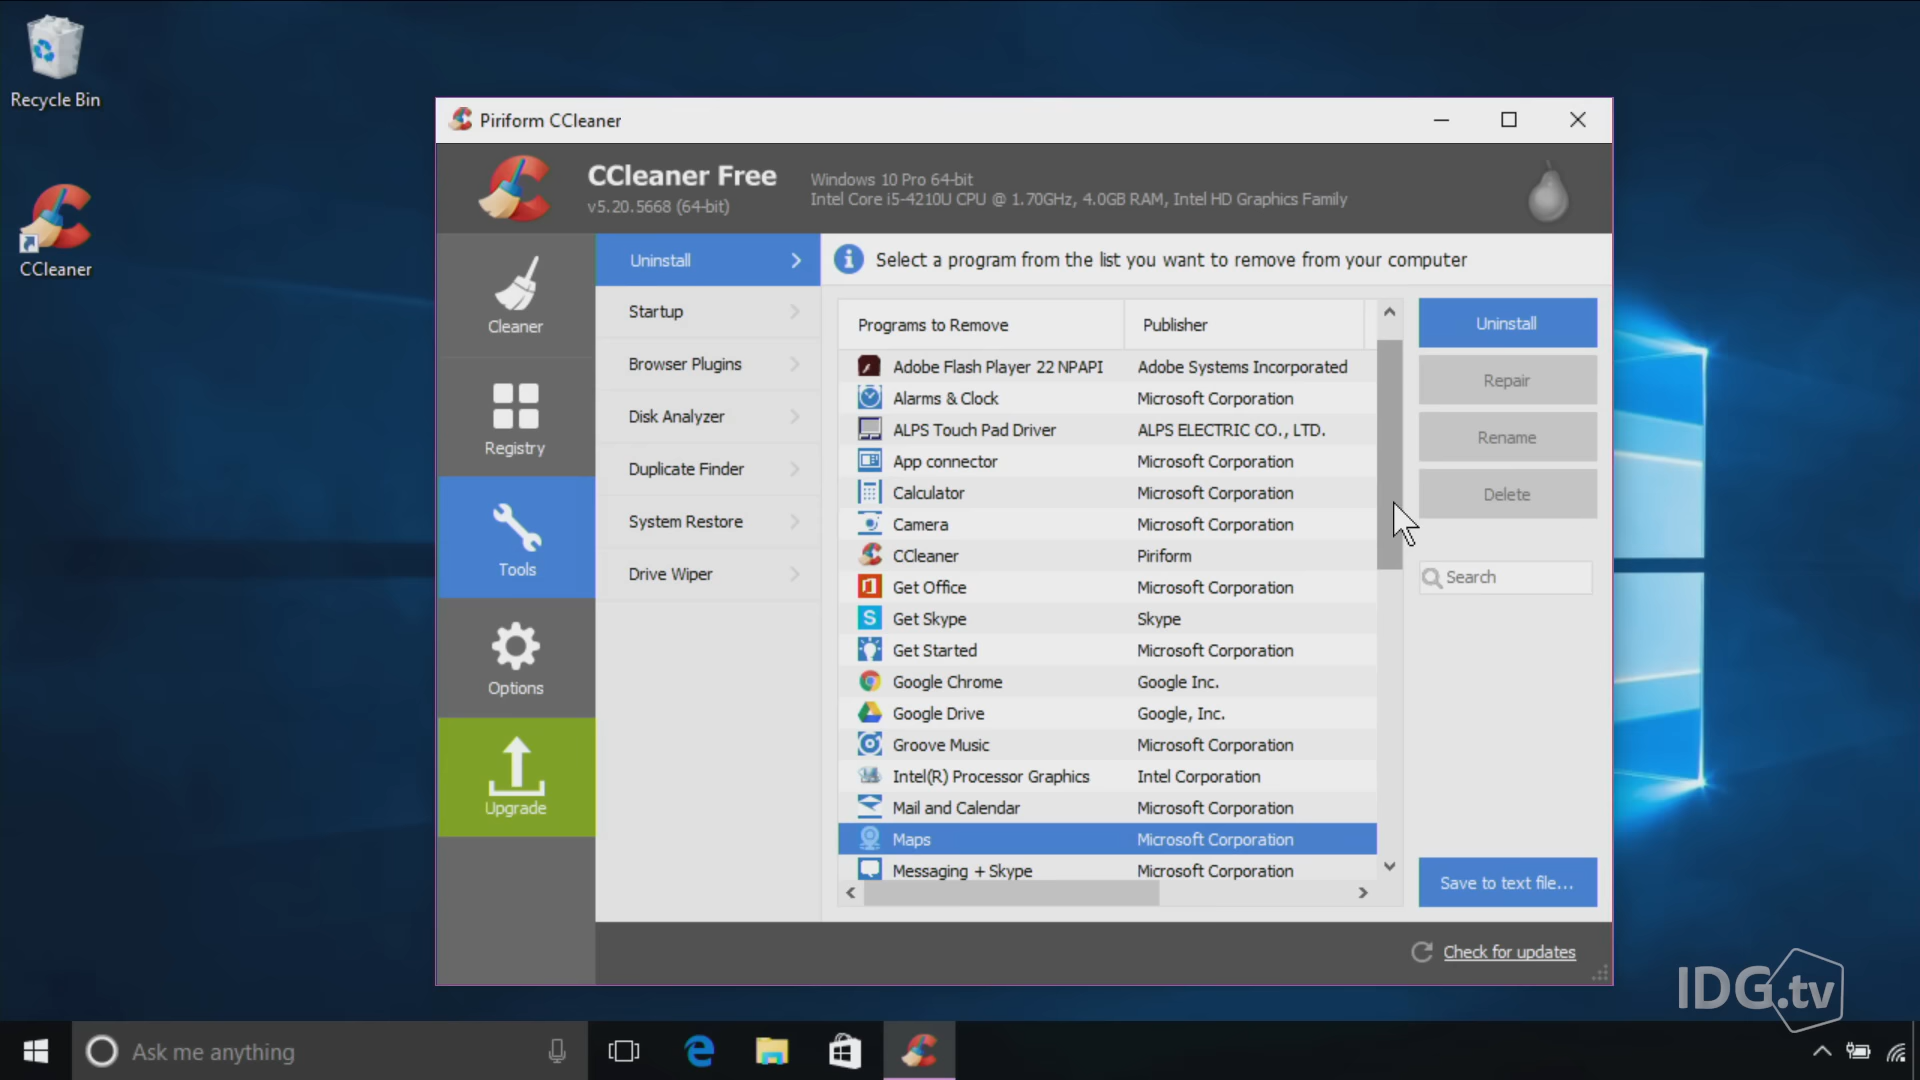 Recycle Bin
CCleaner
Piriform CCleaner
CCleaner Free
v5.20.5668 (64-bit)
Windows 10 Pro 64-bit
Intel Core i5-4210U CPU @ 1.70GHz, 4.0GB RAM, Intel HD Graphics Family
Cleaner
Registry
Tools
Options
Upgrade
Uninstall
Startup
Browser Plugins
Disk Analyzer
Duplicate Finder
System Restore
Drive Wiper
Select a program from the list you want to remove from your computer
Programs to Remove Publisher
Adobe Flash Player 22 NPAPI Adobe Systems Incorporated
Alarms & Clock Microsoft Corporation
ALPS Touch Pad Driver ALPS ELECTRIC CO., LTD.
App connector Microsoft Corporation
Calculator Microsoft Corporation
Camera Microsoft Corporation
CCleaner Piriform
Get Office Microsoft Corporation
Get Skype Skype
Get Started Microsoft Corporation
Google Chrome Google Inc.
Google Drive Google, Inc.
Groove Music Microsoft Corporation
Intel(R) Processor Graphics Intel Corporation
Mail and Calendar Microsoft Corporation
Maps Microsoft Corporation
Messaging + Skype Microsoft Corporation
Uninstall
Repair
Rename
Delete
Search
Save to text file...
Check for updates
IDG.tv
Ask me anything